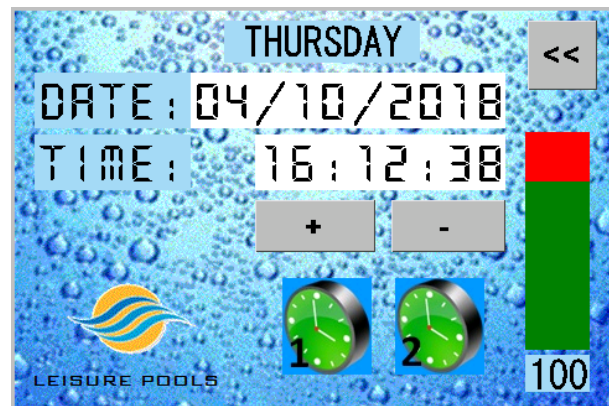 THURSDAY
<<
DATE: 04/10/2018
TIME: 16:12:38
+ -
1 2
LEISURE POOLS
100